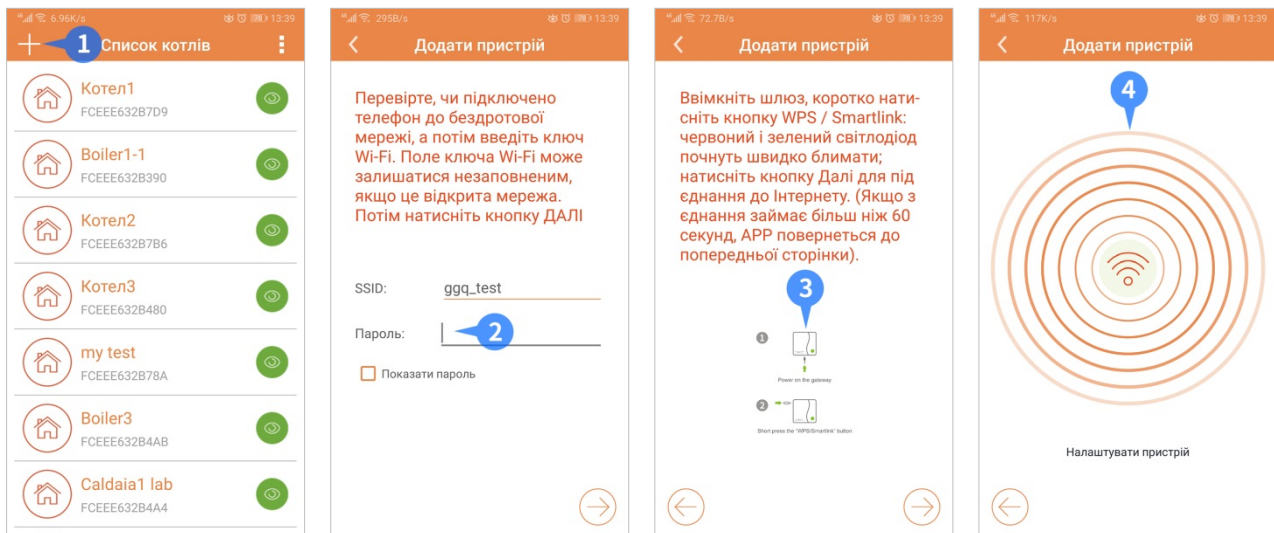 6.96K/s 13:39
1 Список котлів
Котел1
FCEEE632B7D9
Boiler1-1
FCEEE632B390
Котел2
FCEEE632B7B6
Котел3
FCEEE632B480
my test
FCEEE632B78A
Boiler3
FCEEE632B4AB
Caldaia1 lab
FCEEE632B4A4
295B/s 13:39
Додати пристрій
Перевірте, чи підключено
телефон до бездротової
мережі, а потім введіть ключ
Wi-Fi. Поле ключа Wi-Fi може
залишатися незаповненим,
якщо це відкрита мережа.
Потім натисніть кнопку ДАЛІ
SSID: ggq_test
Пароль: 2
Показати пароль
72.7B/s 13:39
Додати пристрій
Ввімкніть шлюз, коротко нати-
сніть кнопку WPS / Smartlink:
червоний і зелений світлодіод
почнуть швидко блимати;
натисніть кнопку Далі для під
єднання до Інтернету. (Якщо з
єднання займає більш ніж 60
секунд, APP повернеться до
попередньої сторінки).
3
1
Power on the gateway
2
Short press the "WPS/Smartlink" button
117K/s 13:39
Додати пристрій
4
Налаштувати пристрій